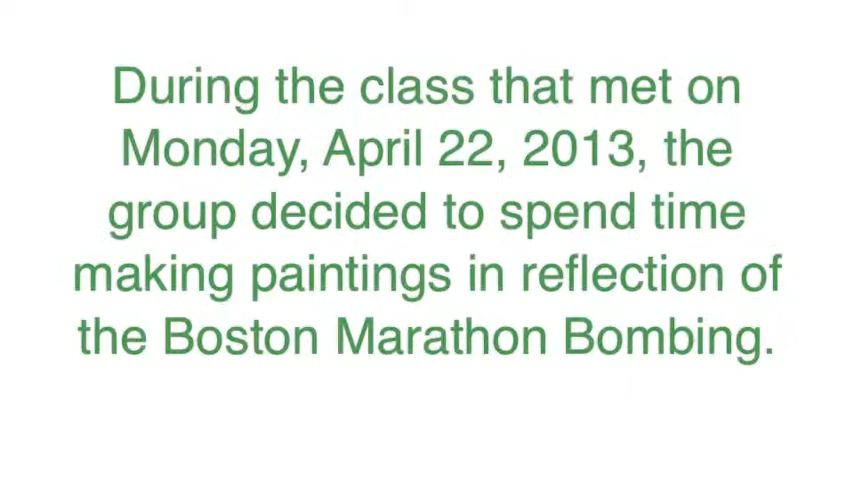 During the class that met on
Monday, April 22, 2013, the
group decided to spend time
making paintings in reflection of
the Boston Marathon Bombing.